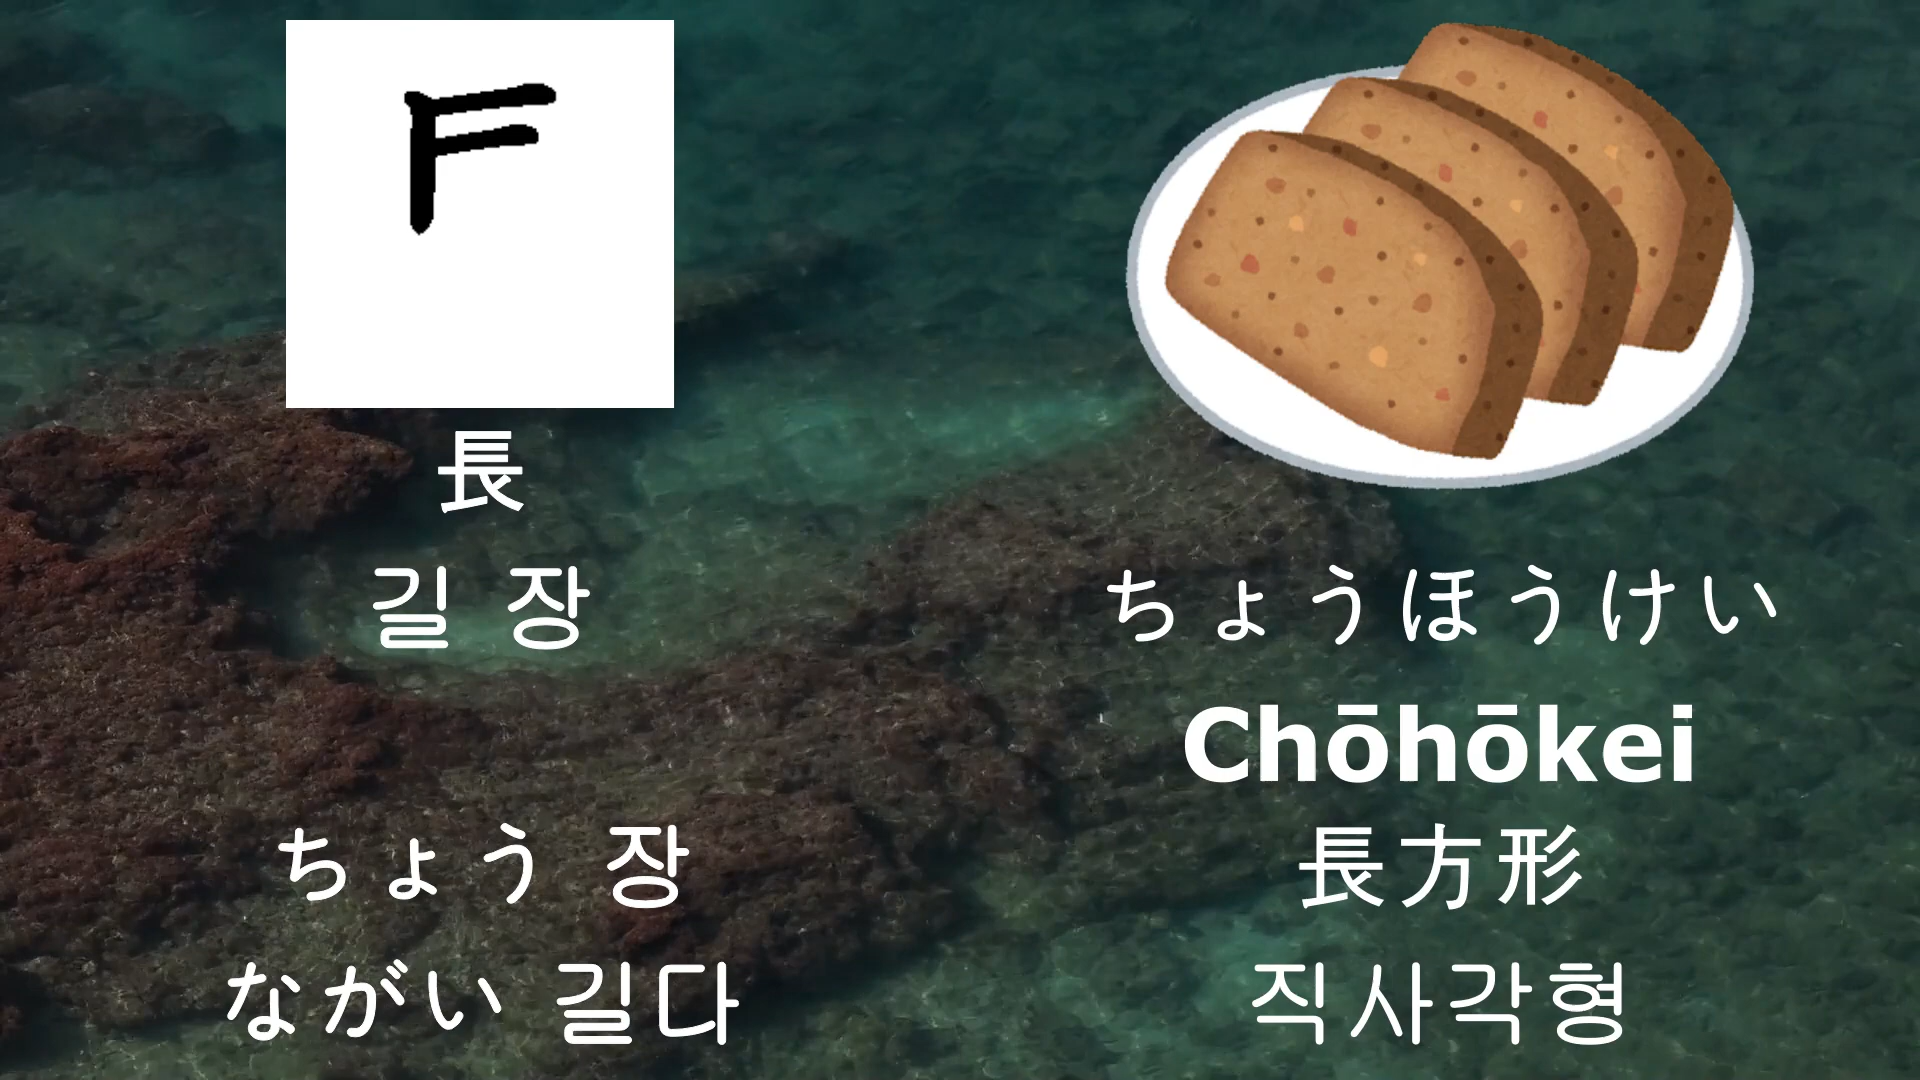 長
길 장
ちょう 장
ながい 길다
ちょうほうけい
Chōhōkei
長方形
직사각형